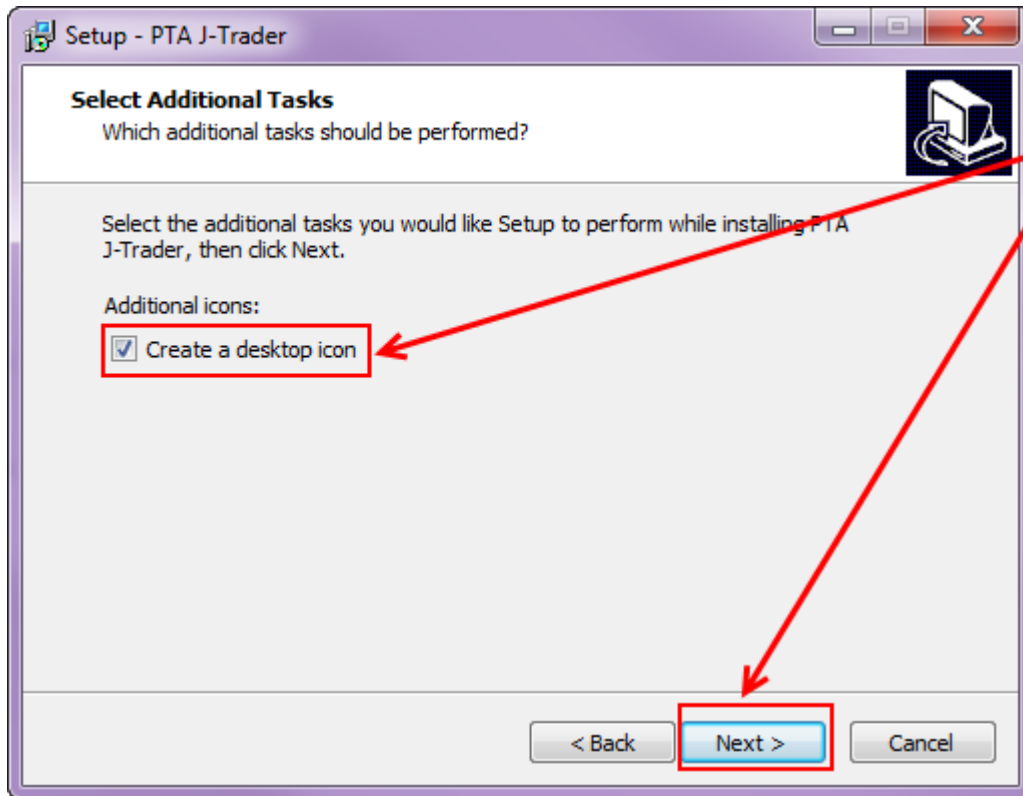 Setup - PTA J-Trader
Select Additional Tasks
Which additional tasks should be performed?
Select the additional tasks you would like Setup to perform while installing PTA
J-Trader, then click Next.
Additional icons:
Create a desktop icon
< Back
Next >
Cancel